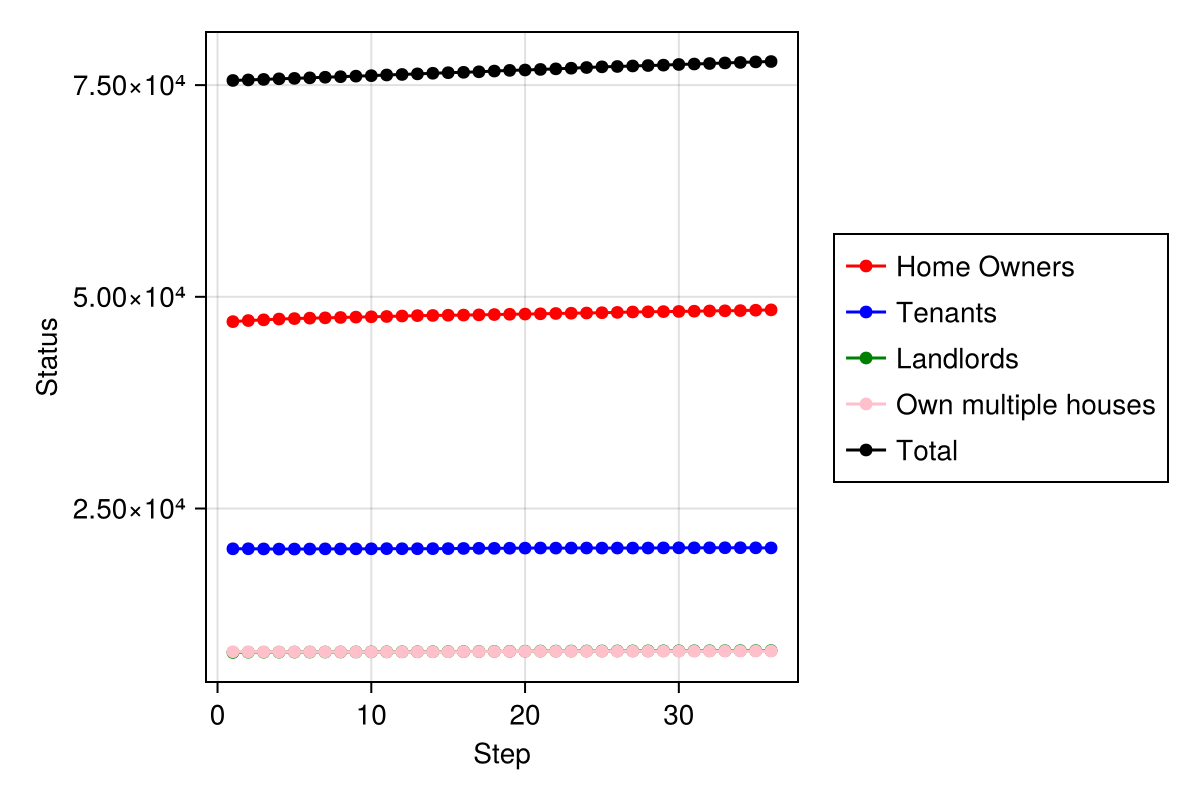 7.50×10⁴
5.00×10⁴
2.50×10⁴
Status
0 10 20 30
Step
Home Owners
Tenants
Landlords
Own multiple houses
Total